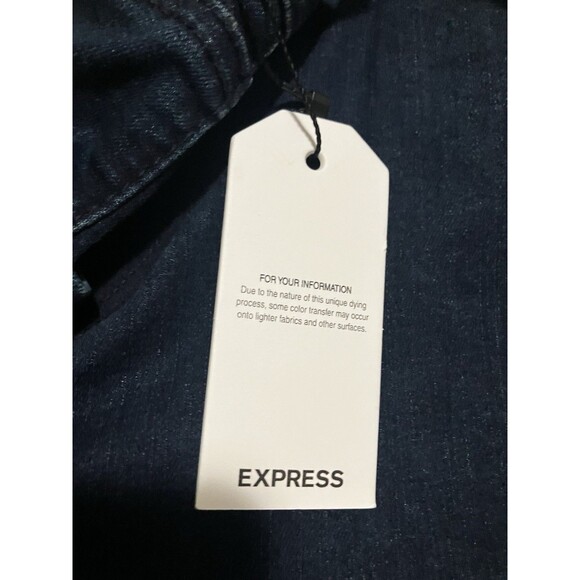 FOR YOUR INFORMATION
Due to the nature of this unique dying
process, some color transfer may occur
onto lighter fabrics and other surfaces.
EXPRESS